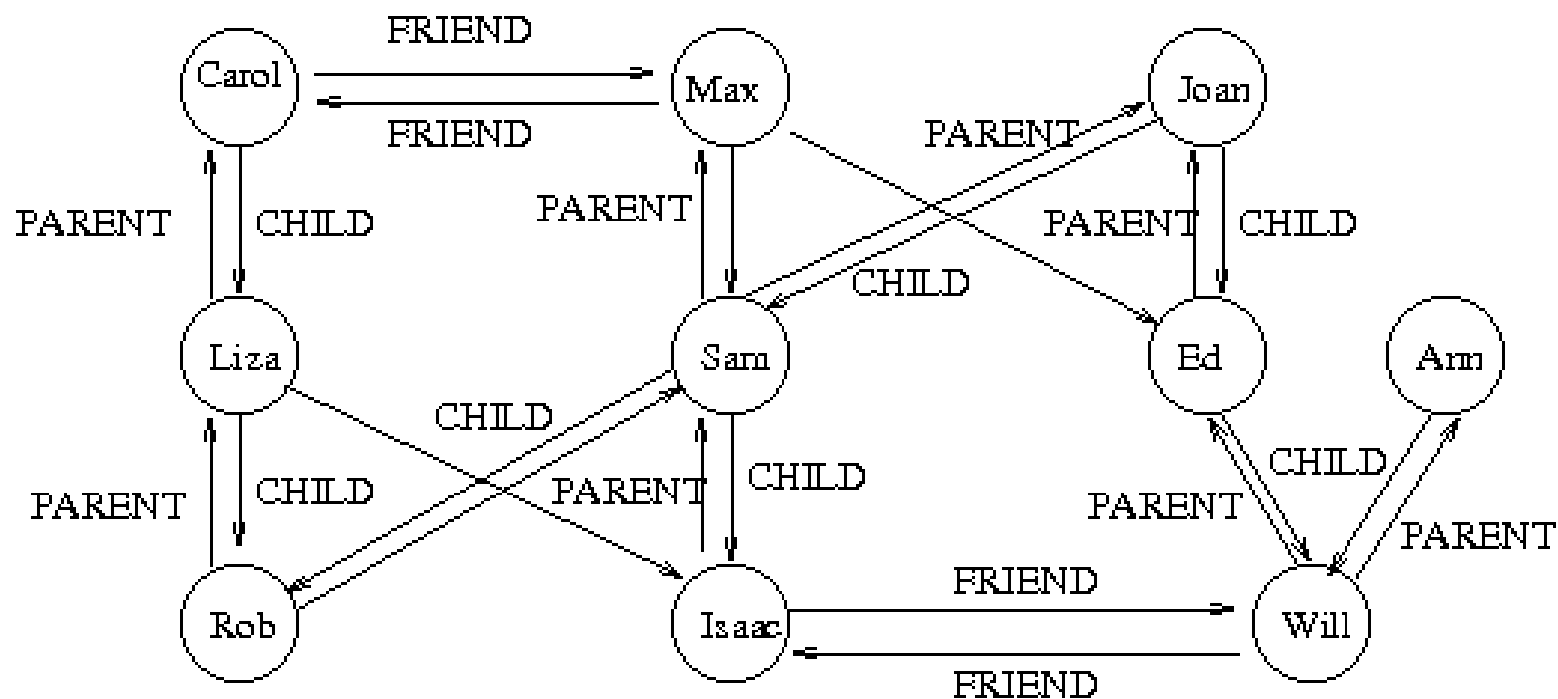 FRIEND
Carol Max Joan
FRIEND PARENT
PARENT CHILD PARENT PARENT CHILD
CHILD
Liza Sam Ed Ann
CHILD
PARENT CHILD PARENT CHILD CHILD
PARENT PARENT
FRIEND
Rob Isaac Will
FRIEND